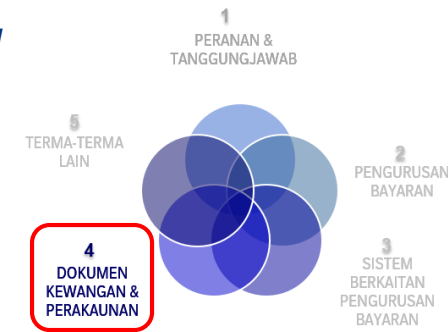 1
PERANAN &
TANGGUNGJAWAB
2
PENGURUSAN
BAYARAN
3
SISTEM
BERKAITAN
PENGURUSAN
BAYARAN
4
DOKUMEN
KEWANGAN &
PERAKAUNAN
5
TERMA-TERMA
LAIN